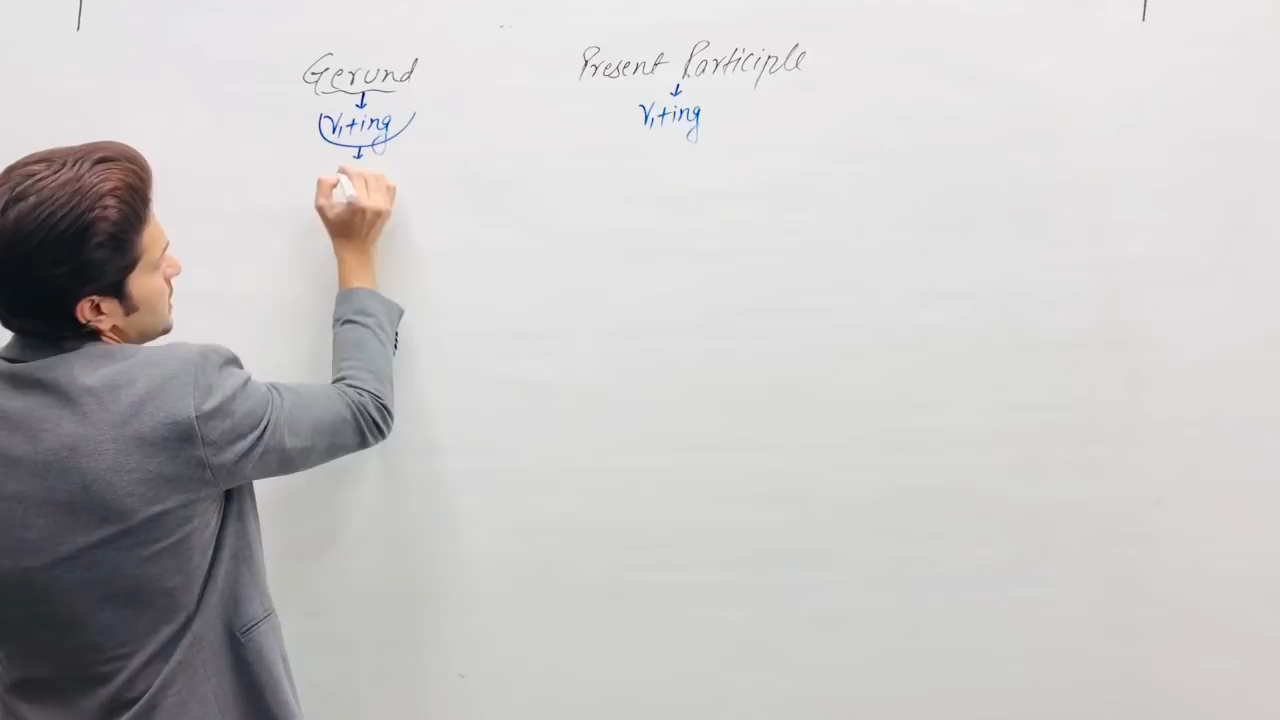 Gerund Present Participle
↓ ↓
V₁+ing V₁+ing
↓